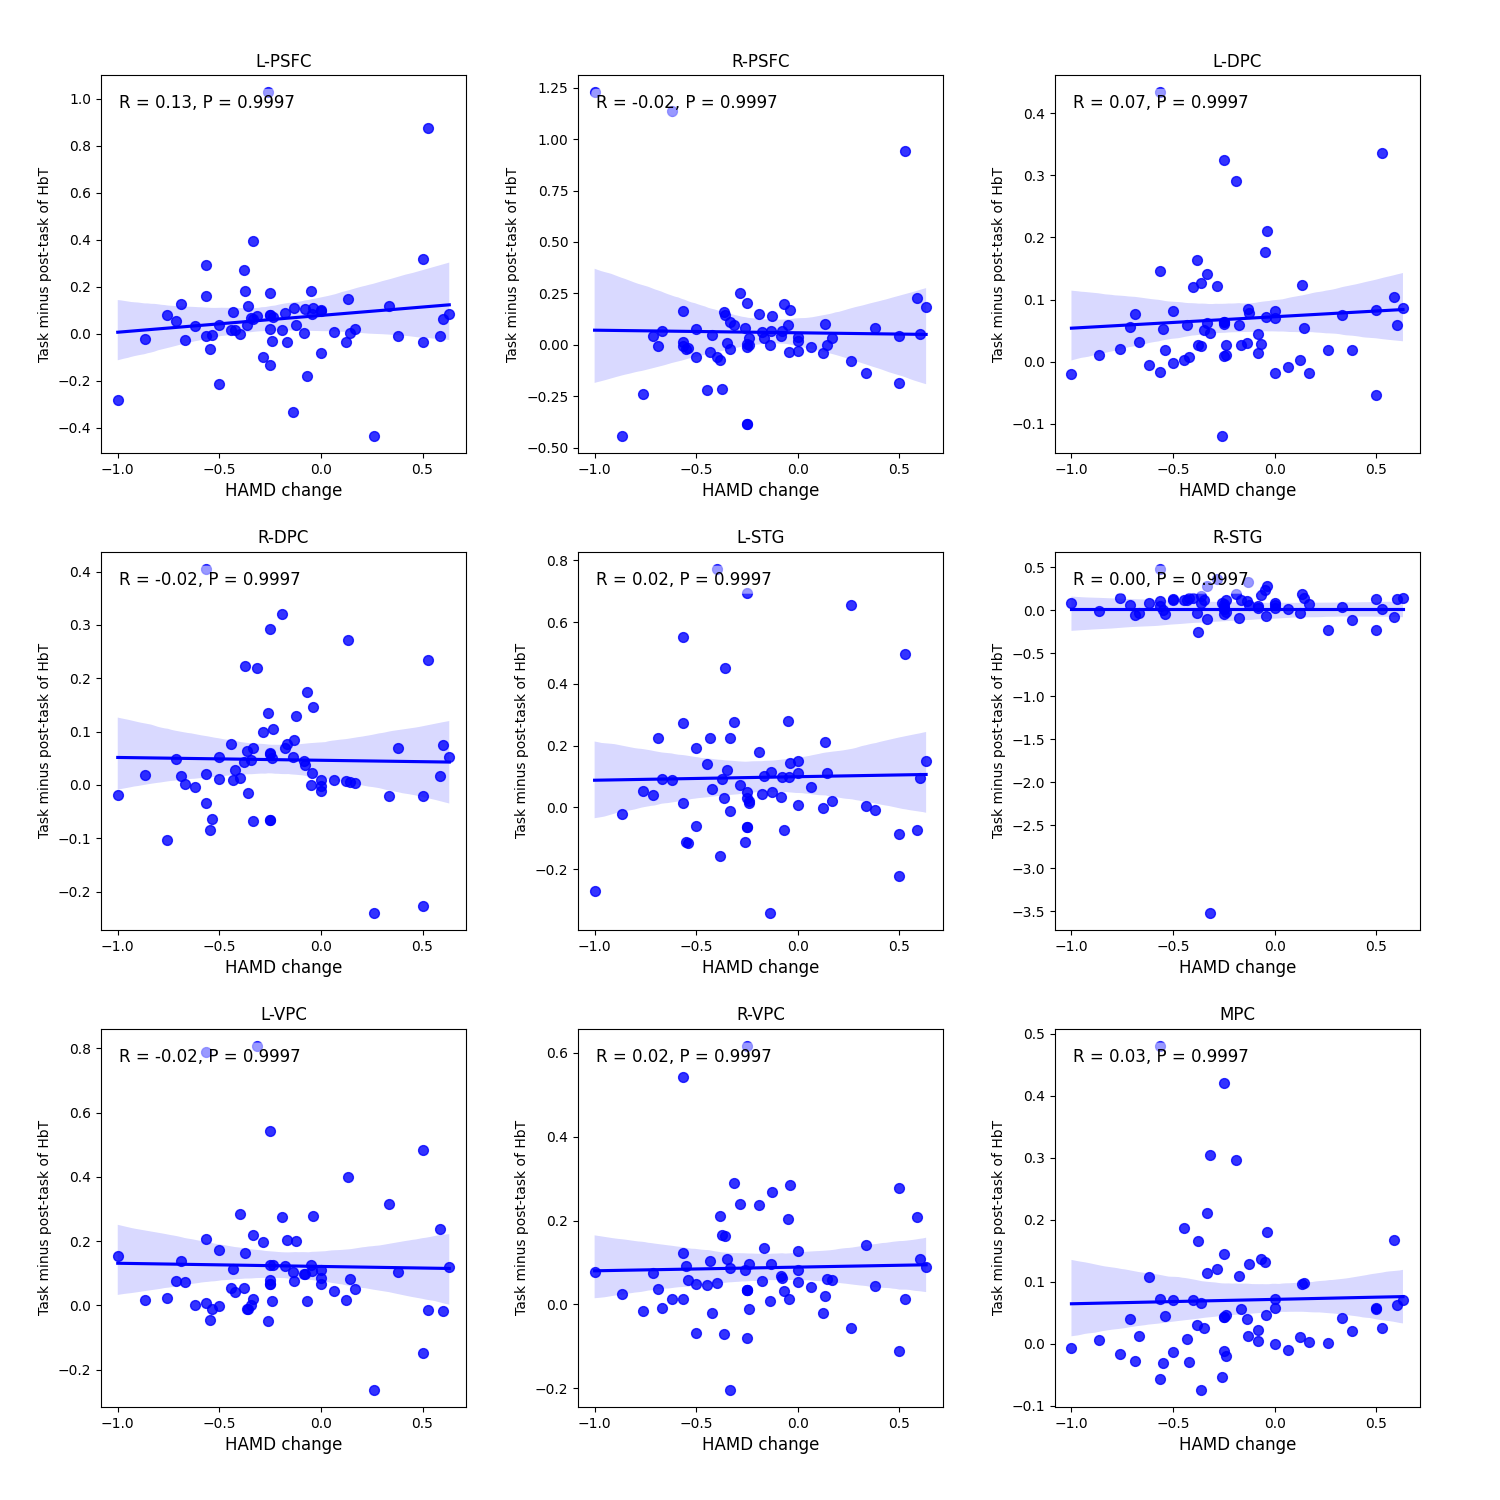 L-PSFC
R = 0.13, P = 0.9997
Task minus post-task of HbT
1.0
0.8
0.6
0.4
0.2
0.0
−0.2
−0.4
−1.0 −0.5 0.0 0.5
HAMD change
R-PSFC
R = -0.02, P = 0.9997
Task minus post-task of HbT
1.25
1.00
0.75
0.50
0.25
0.00
−0.25
−0.50
−1.0 −0.5 0.0 0.5
HAMD change
L-DPC
R = 0.07, P = 0.9997
Task minus post-task of HbT
0.4
0.3
0.2
0.1
0.0
−0.1
−1.0 −0.5 0.0 0.5
HAMD change
R-DPC
R = -0.02, P = 0.9997
Task minus post-task of HbT
0.4
0.3
0.2
0.1
0.0
−0.1
−0.2
−1.0 −0.5 0.0 0.5
HAMD change
L-STG
R = 0.02, P = 0.9997
Task minus post-task of HbT
0.8
0.6
0.4
0.2
0.0
−0.2
−1.0 −0.5 0.0 0.5
HAMD change
R-STG
R = 0.00, P = 0.9997
Task minus post-task of HbT
0.5
0.0
−0.5
−1.0
−1.5
−2.0
−2.5
−3.0
−3.5
−1.0 −0.5 0.0 0.5
HAMD change
L-VPC
R = -0.02, P = 0.9997
Task minus post-task of HbT
0.8
0.6
0.4
0.2
0.0
−0.2
−1.0 −0.5 0.0 0.5
HAMD change
R-VPC
R = 0.02, P = 0.9997
Task minus post-task of HbT
0.6
0.4
0.2
0.0
−0.2
−1.0 −0.5 0.0 0.5
HAMD change
MPC
R = 0.03, P = 0.9997
Task minus post-task of HbT
0.5
0.4
0.3
0.2
0.1
0.0
−0.1
−1.0 −0.5 0.0 0.5
HAMD change